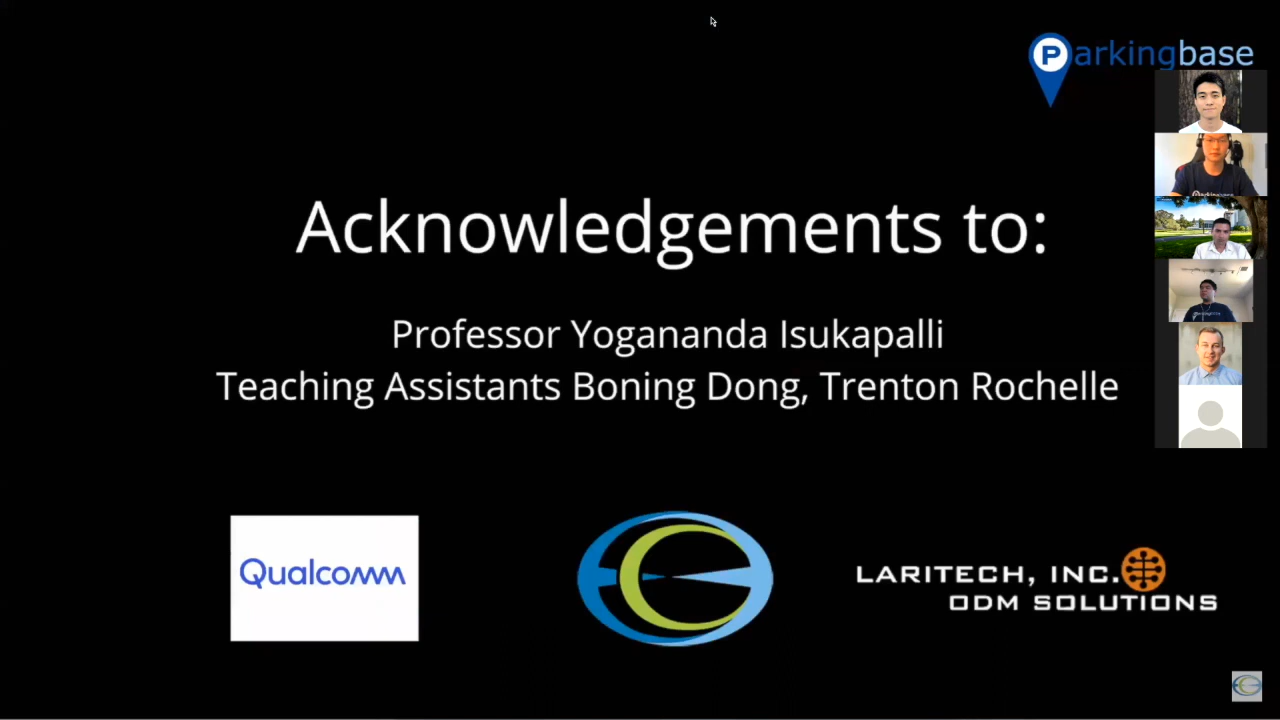 Parkingbase
Acknowledgements to:
Professor Yogananda Isukapalli
Teaching Assistants Boning Dong, Trenton Rochelle
Qualcomm
LARITECH, INC.
ODM SOLUTIONS